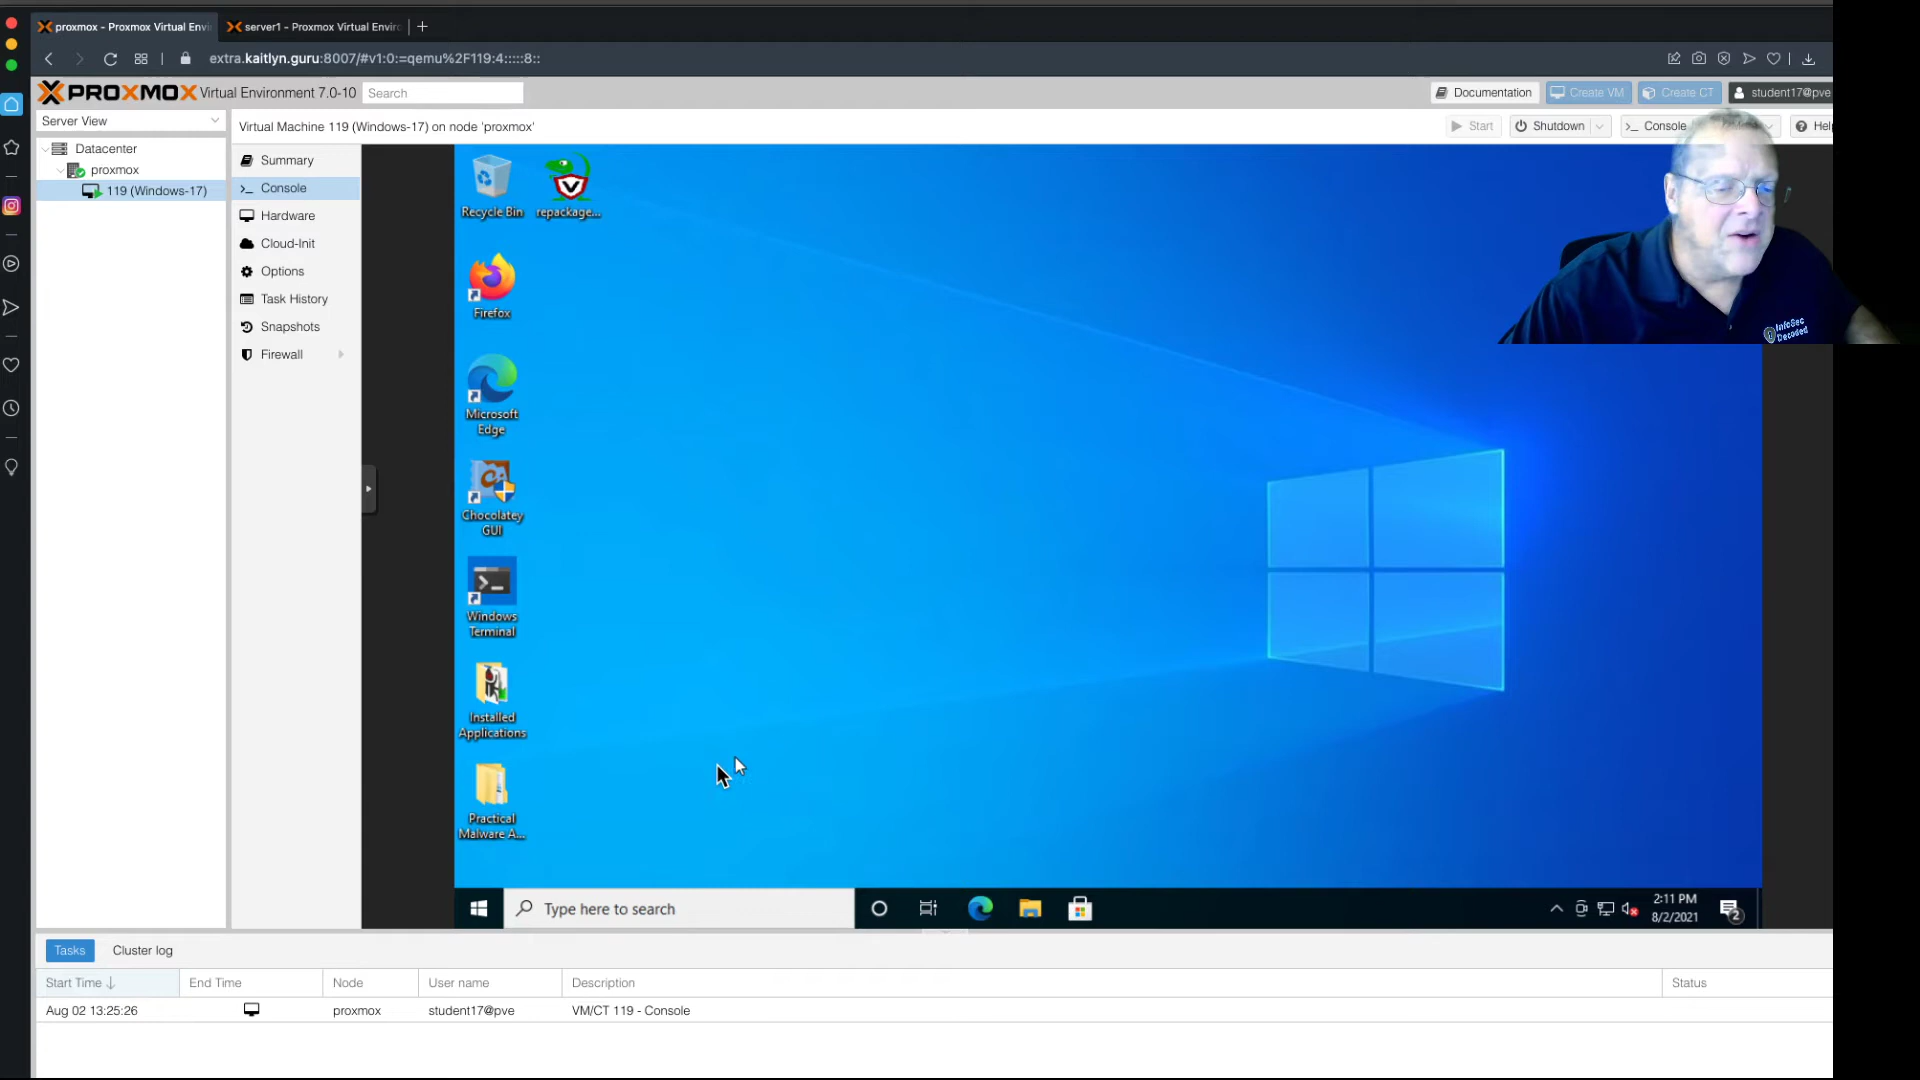 proxmox - Proxmox Virtual Envi
server1 - Proxmox Virtual Enviro
extra.kaitlyn.guru:8007/#v1:0:=qemu%2F119:4:::::8::
PROXMOX Virtual Environment 7.0-10
Search
Documentation
Create VM
Create CT
student17@pve
Server View
Virtual Machine 119 (Windows-17) on node 'proxmox'
Start
Shutdown
Console
Help
Datacenter
proxmox
119 (Windows-17)
Summary
Console
Hardware
Cloud-Init
Options
Task History
Snapshots
Firewall
Recycle Bin
repackage...
Firefox
Microsoft
Edge
Chocolatey
GUI
Windows
Terminal
Installed
Applications
Practical
Malware A...
InfoSec
Decoded
Type here to search
2:11 PM
8/2/2021
2
Tasks
Cluster log
Start Time
End Time
Node
User name
Description
Status
Aug 02 13:25:26
proxmox
student17@pve
VM/CT 119 - Console